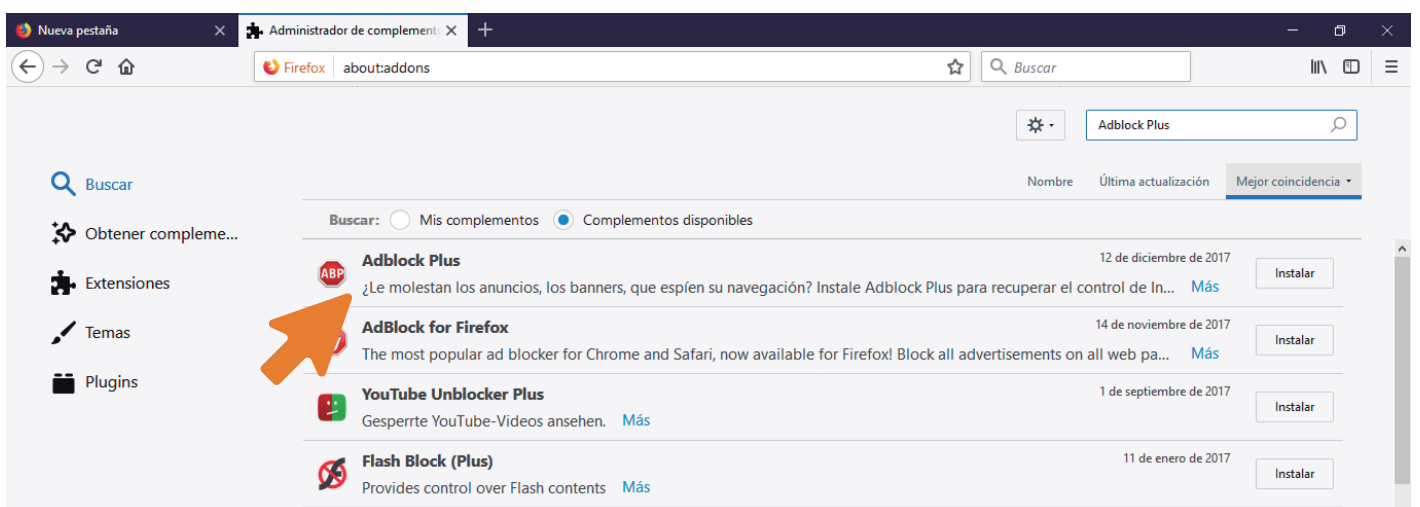 Nueva pestaña
Administrador de complement
Firefox about:addons
Buscar
Adblock Plus
Buscar
Nombre Última actualización Mejor coincidencia
Buscar: Mis complementos Complementos disponibles
Obtener compleme...
Extensiones
Temas
Plugins
ABP
Adblock Plus 12 de diciembre de 2017
¿Le molestan los anuncios, los banners, que espíen su navegación? Instale Adblock Plus para recuperar el control de In... Más
Instalar
AdBlock for Firefox 14 de noviembre de 2017
The most popular ad blocker for Chrome and Safari, now available for Firefox! Block all advertisements on all web pa... Más
Instalar
YouTube Unblocker Plus 1 de septiembre de 2017
Gesperrte YouTube-Videos ansehen. Más
Instalar
Flash Block (Plus) 11 de enero de 2017
Provides control over Flash contents Más
Instalar